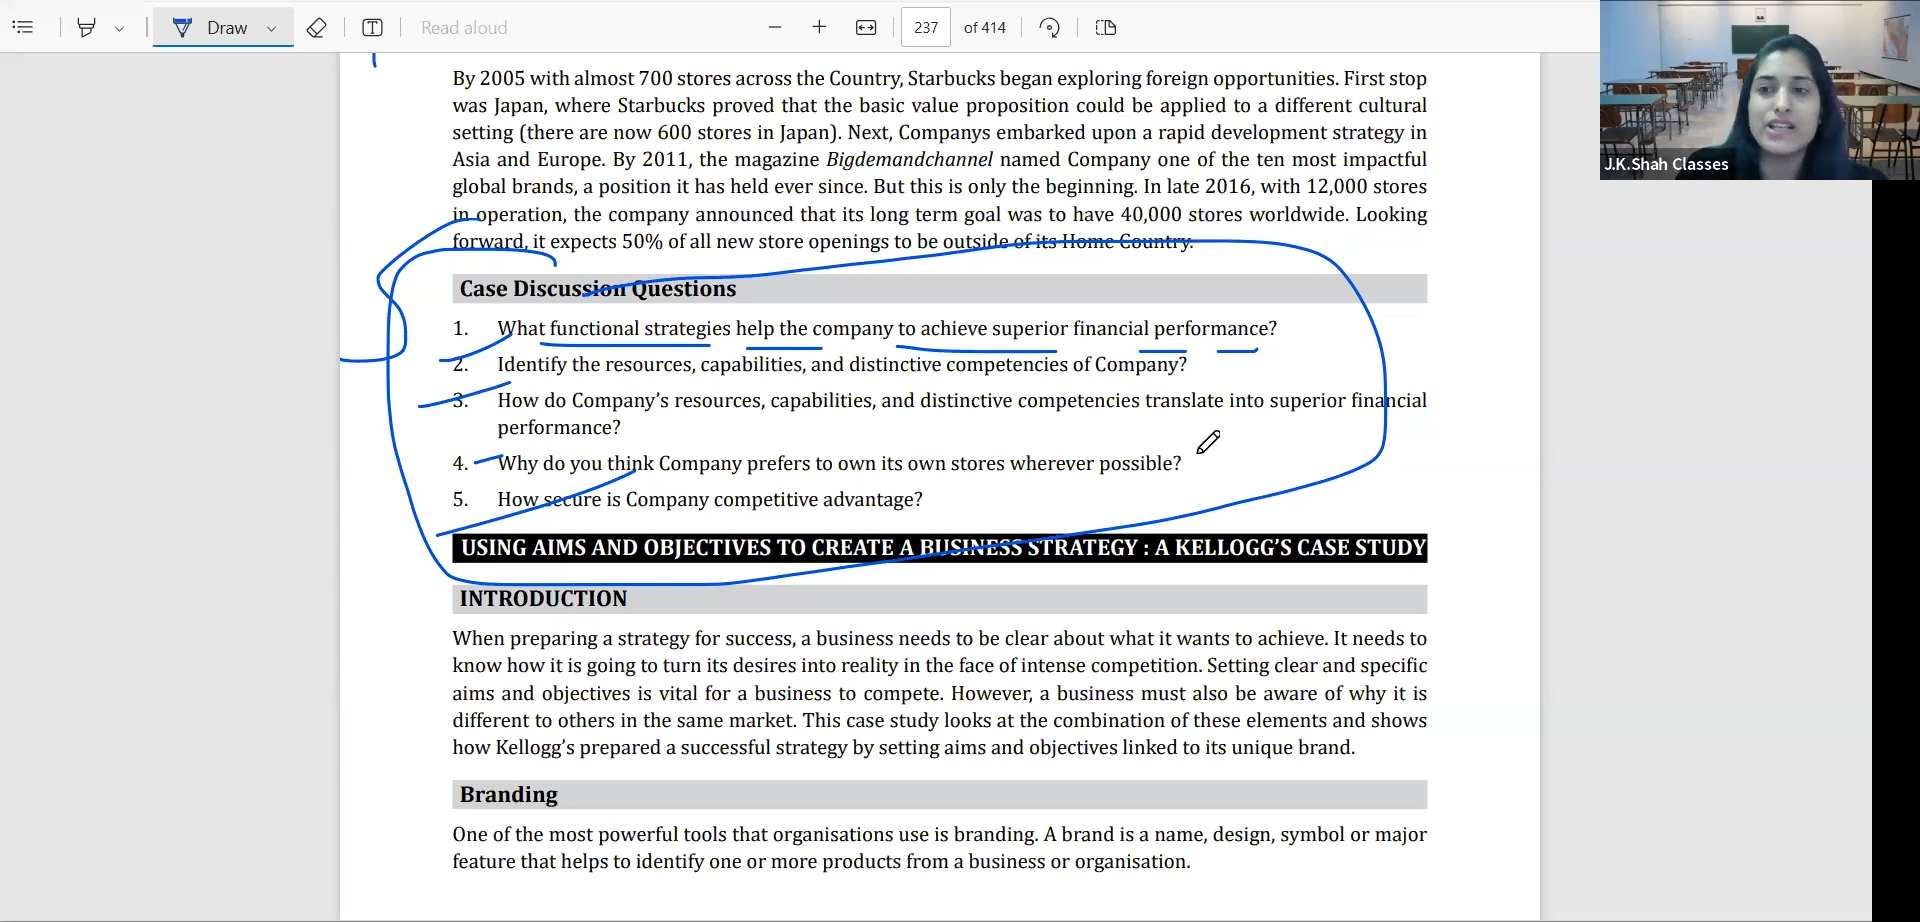 Draw
Read aloud
237 of 414
J.K.Shah Classes
By 2005 with almost 700 stores across the Country, Starbucks began exploring foreign opportunities. First stop
was Japan, where Starbucks proved that the basic value proposition could be applied to a different cultural
setting (there are now 600 stores in Japan). Next, Companys embarked upon a rapid development strategy in
Asia and Europe. By 2011, the magazine Bigdemandchannel named Company one of the ten most impactful
global brands, a position it has held ever since. But this is only the beginning. In late 2016, with 12,000 stores
in operation, the company announced that its long term goal was to have 40,000 stores worldwide. Looking
forward, it expects 50% of all new store openings to be outside of its Home Country.
Case Discussion Questions
1. What functional strategies help the company to achieve superior financial performance?
2. Identify the resources, capabilities, and distinctive competencies of Company?
3. How do Company’s resources, capabilities, and distinctive competencies translate into superior financial
performance?
4. Why do you think Company prefers to own its own stores wherever possible?
5. How secure is Company competitive advantage?
USING AIMS AND OBJECTIVES TO CREATE A BUSINESS STRATEGY : A KELLOGG’S CASE STUDY
INTRODUCTION
When preparing a strategy for success, a business needs to be clear about what it wants to achieve. It needs to
know how it is going to turn its desires into reality in the face of intense competition. Setting clear and specific
aims and objectives is vital for a business to compete. However, a business must also be aware of why it is
different to others in the same market. This case study looks at the combination of these elements and shows
how Kellogg’s prepared a successful strategy by setting aims and objectives linked to its unique brand.
Branding
One of the most powerful tools that organisations use is branding. A brand is a name, design, symbol or major
feature that helps to identify one or more products from a business or organisation.